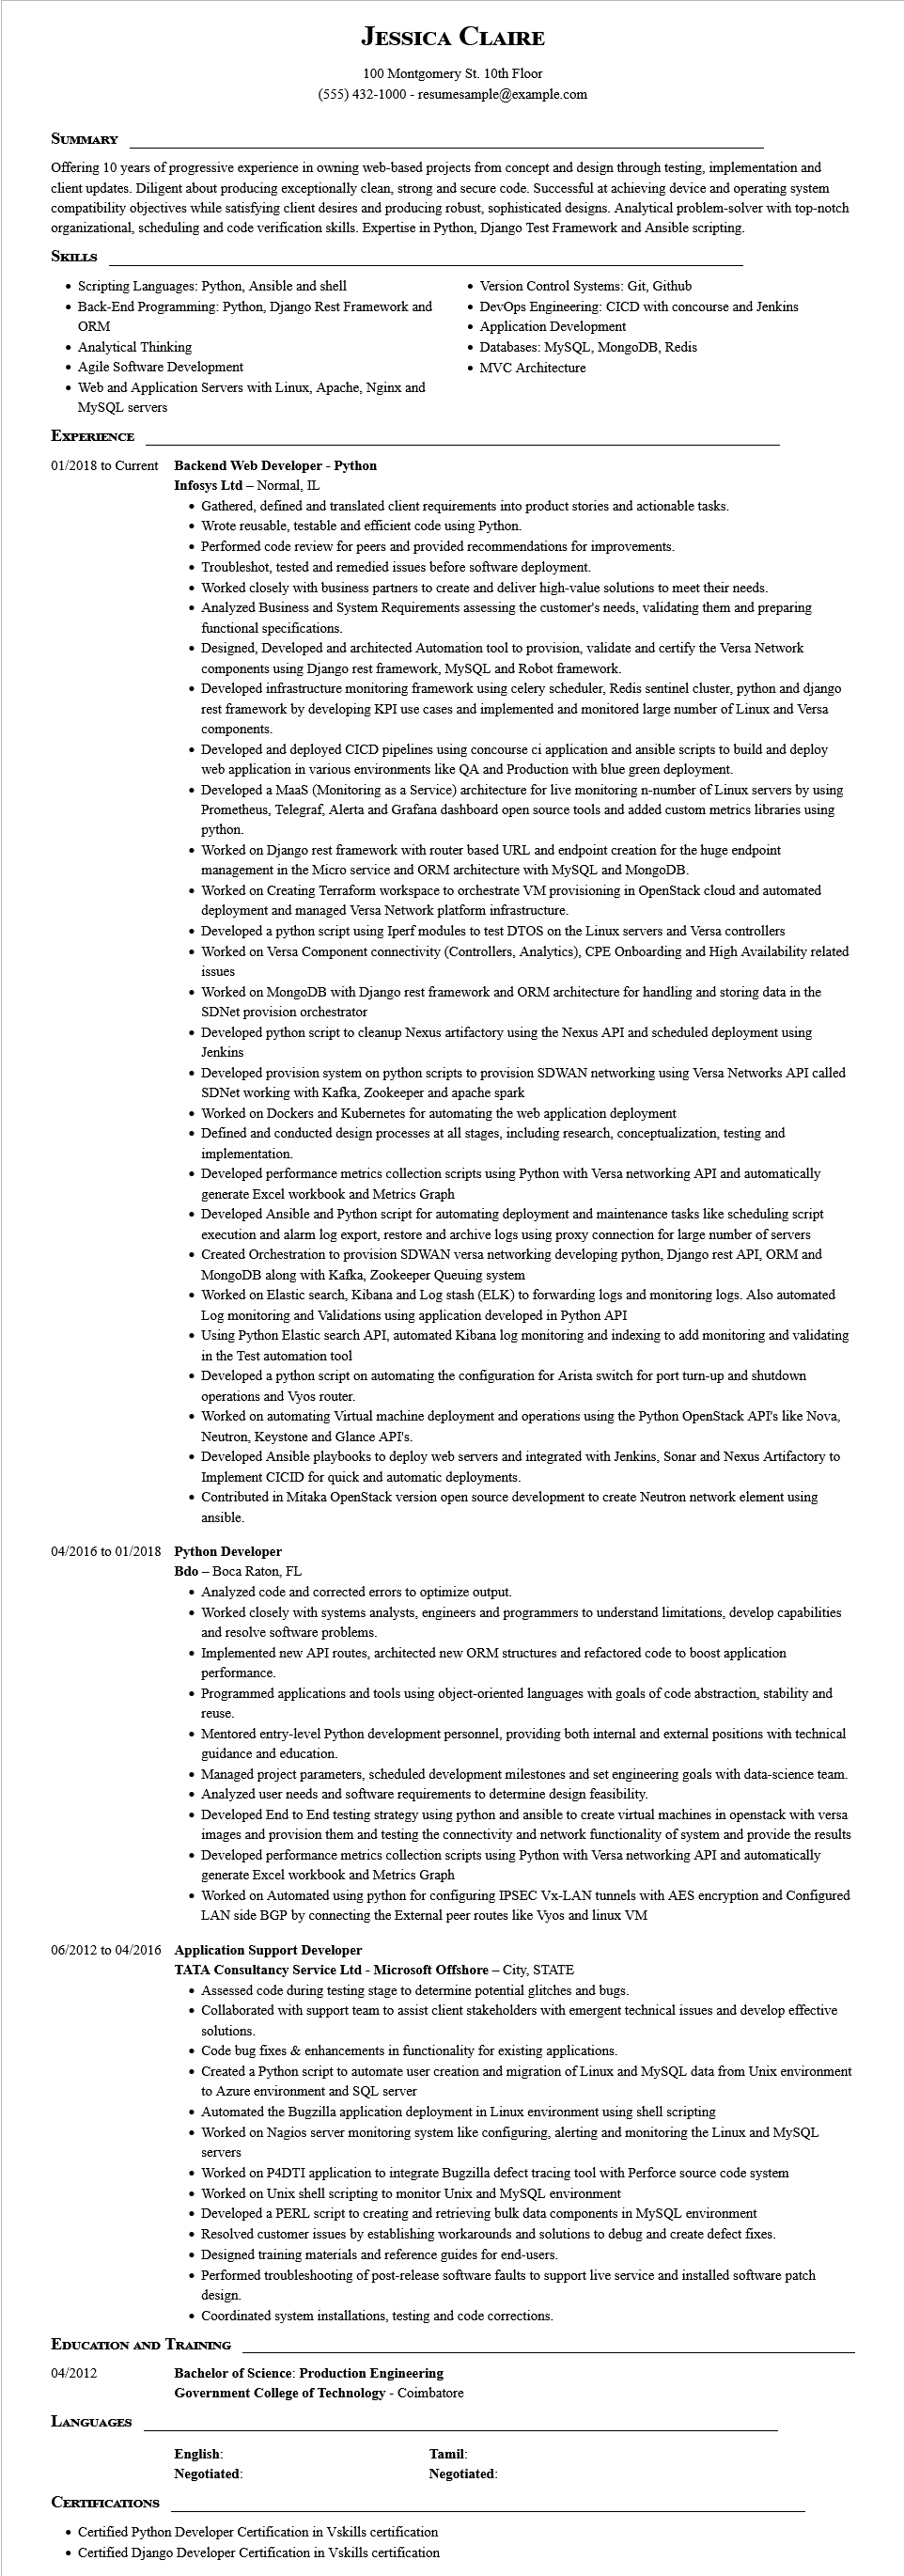 Jessica Claire
100 Montgomery St. 10th Floor
(555) 432-1000 - resumesample@example.com
Summary
Offering 10 years of progressive experience in owning web-based projects from concept and design through testing, implementation and
client updates. Diligent about producing exceptionally clean, strong and secure code. Successful at achieving device and operating system
compatibility objectives while satisfying client desires and producing robust, sophisticated designs. Analytical problem-solver with top-notch
organizational, scheduling and code verification skills. Expertise in Python, Django Test Framework and Ansible scripting.
Skills
• Scripting Languages: Python, Ansible and shell
• Back-End Programming: Python, Django Rest Framework and
ORM
• Analytical Thinking
• Agile Software Development
• Web and Application Servers with Linux, Apache, Nginx and
MySQL servers
• Version Control Systems: Git, Github
• DevOps Engineering: CICD with concourse and Jenkins
• Application Development
• Databases: MySQL, MongoDB, Redis
• MVC Architecture
Experience
01/2018 to Current Backend Web Developer - Python
Infosys Ltd – Normal, IL
• Gathered, defined and translated client requirements into product stories and actionable tasks.
• Wrote reusable, testable and efficient code using Python.
• Performed code review for peers and provided recommendations for improvements.
• Troubleshot, tested and remedied issues before software deployment.
• Worked closely with business partners to create and deliver high-value solutions to meet their needs.
• Analyzed Business and System Requirements assessing the customer's needs, validating them and preparing
functional specifications.
• Designed, Developed and architected Automation tool to provision, validate and certify the Versa Network
components using Django rest framework, MySQL and Robot framework.
• Developed infrastructure monitoring framework using celery scheduler, Redis sentinel cluster, python and django
rest framework by developing KPI use cases and implemented and monitored large number of Linux and Versa
components.
• Developed and deployed CICD pipelines using concourse ci application and ansible scripts to build and deploy
web application in various environments like QA and Production with blue green deployment.
• Developed a MaaS (Monitoring as a Service) architecture for live monitoring n-number of Linux servers by using
Prometheus, Telegraf, Alerta and Grafana dashboard open source tools and added custom metrics libraries using
python.
• Worked on Django rest framework with router based URL and endpoint creation for the huge endpoint
management in the Micro service and ORM architecture with MySQL and MongoDB.
• Worked on Creating Terraform workspace to orchestrate VM provisioning in OpenStack cloud and automated
deployment and managed Versa Network platform infrastructure.
• Developed a python script using Iperf modules to test DTOS on the Linux servers and Versa controllers
• Worked on Versa Component connectivity (Controllers, Analytics), CPE Onboarding and High Availability related
issues
• Worked on MongoDB with Django rest framework and ORM architecture for handling and storing data in the
SDNet provision orchestrator
• Developed python script to cleanup Nexus artifactory using the Nexus API and scheduled deployment using
Jenkins
• Developed provision system on python scripts to provision SDWAN networking using Versa Networks API called
SDNet working with Kafka, Zookeeper and apache spark
• Worked on Dockers and Kubernetes for automating the web application deployment
• Defined and conducted design processes at all stages, including research, conceptualization, testing and
implementation.
• Developed performance metrics collection scripts using Python with Versa networking API and automatically
generate Excel workbook and Metrics Graph
• Developed Ansible and Python script for automating deployment and maintenance tasks like scheduling script
execution and alarm log export, restore and archive logs using proxy connection for large number of servers
• Created Orchestration to provision SDWAN versa networking developing python, Django rest API, ORM and
MongoDB along with Kafka, Zookeeper Queuing system
• Worked on Elastic search, Kibana and Log stash (ELK) to forwarding logs and monitoring logs. Also automated
Log monitoring and Validations using application developed in Python API
• Using Python Elastic search API, automated Kibana log monitoring and indexing to add monitoring and validating
in the Test automation tool
• Developed a python script on automating the configuration for Arista switch for port turn-up and shutdown
operations and Vyos router.
• Worked on automating Virtual machine deployment and operations using the Python OpenStack API's like Nova,
Neutron, Keystone and Glance API's.
• Developed Ansible playbooks to deploy web servers and integrated with Jenkins, Sonar and Nexus Artifactory to
Implement CICID for quick and automatic deployments.
• Contributed in Mitaka OpenStack version open source development to create Neutron network element using
ansible.
04/2016 to 01/2018 Python Developer
Bdo – Boca Raton, FL
• Analyzed code and corrected errors to optimize output.
• Worked closely with systems analysts, engineers and programmers to understand limitations, develop capabilities
and resolve software problems.
• Implemented new API routes, architected new ORM structures and refactored code to boost application
performance.
• Programmed applications and tools using object-oriented languages with goals of code abstraction, stability and
reuse.
• Mentored entry-level Python development personnel, providing both internal and external positions with technical
guidance and education.
• Managed project parameters, scheduled development milestones and set engineering goals with data-science team.
• Analyzed user needs and software requirements to determine design feasibility.
• Developed End to End testing strategy using python and ansible to create virtual machines in openstack with versa
images and provision them and testing the connectivity and network functionality of system and provide the results
• Developed performance metrics collection scripts using Python with Versa networking API and automatically
generate Excel workbook and Metrics Graph
• Worked on Automated using python for configuring IPSEC Vx-LAN tunnels with AES encryption and Configured
LAN side BGP by connecting the External peer routes like Vyos and linux VM
06/2012 to 04/2016 Application Support Developer
TATA Consultancy Service Ltd - Microsoft Offshore – City, STATE
• Assessed code during testing stage to determine potential glitches and bugs.
• Collaborated with support team to assist client stakeholders with emergent technical issues and develop effective
solutions.
• Code bug fixes & enhancements in functionality for existing applications.
• Created a Python script to automate user creation and migration of Linux and MySQL data from Unix environment
to Azure environment and SQL server
• Automated the Bugzilla application deployment in Linux environment using shell scripting
• Worked on Nagios server monitoring system like configuring, alerting and monitoring the Linux and MySQL
servers
• Worked on P4DTI application to integrate Bugzilla defect tracing tool with Perforce source code system
• Worked on Unix shell scripting to monitor Unix and MySQL environment
• Developed a PERL script to creating and retrieving bulk data components in MySQL environment
• Resolved customer issues by establishing workarounds and solutions to debug and create defect fixes.
• Designed training materials and reference guides for end-users.
• Performed troubleshooting of post-release software faults to support live service and installed software patch
design.
• Coordinated system installations, testing and code corrections.
Education and Training
04/2012 Bachelor of Science: Production Engineering
Government College of Technology - Coimbatore
Languages
English: Tamil:
Negotiated: Negotiated:
Certifications
• Certified Python Developer Certification in Vskills certification
• Certified Django Developer Certification in Vskills certification